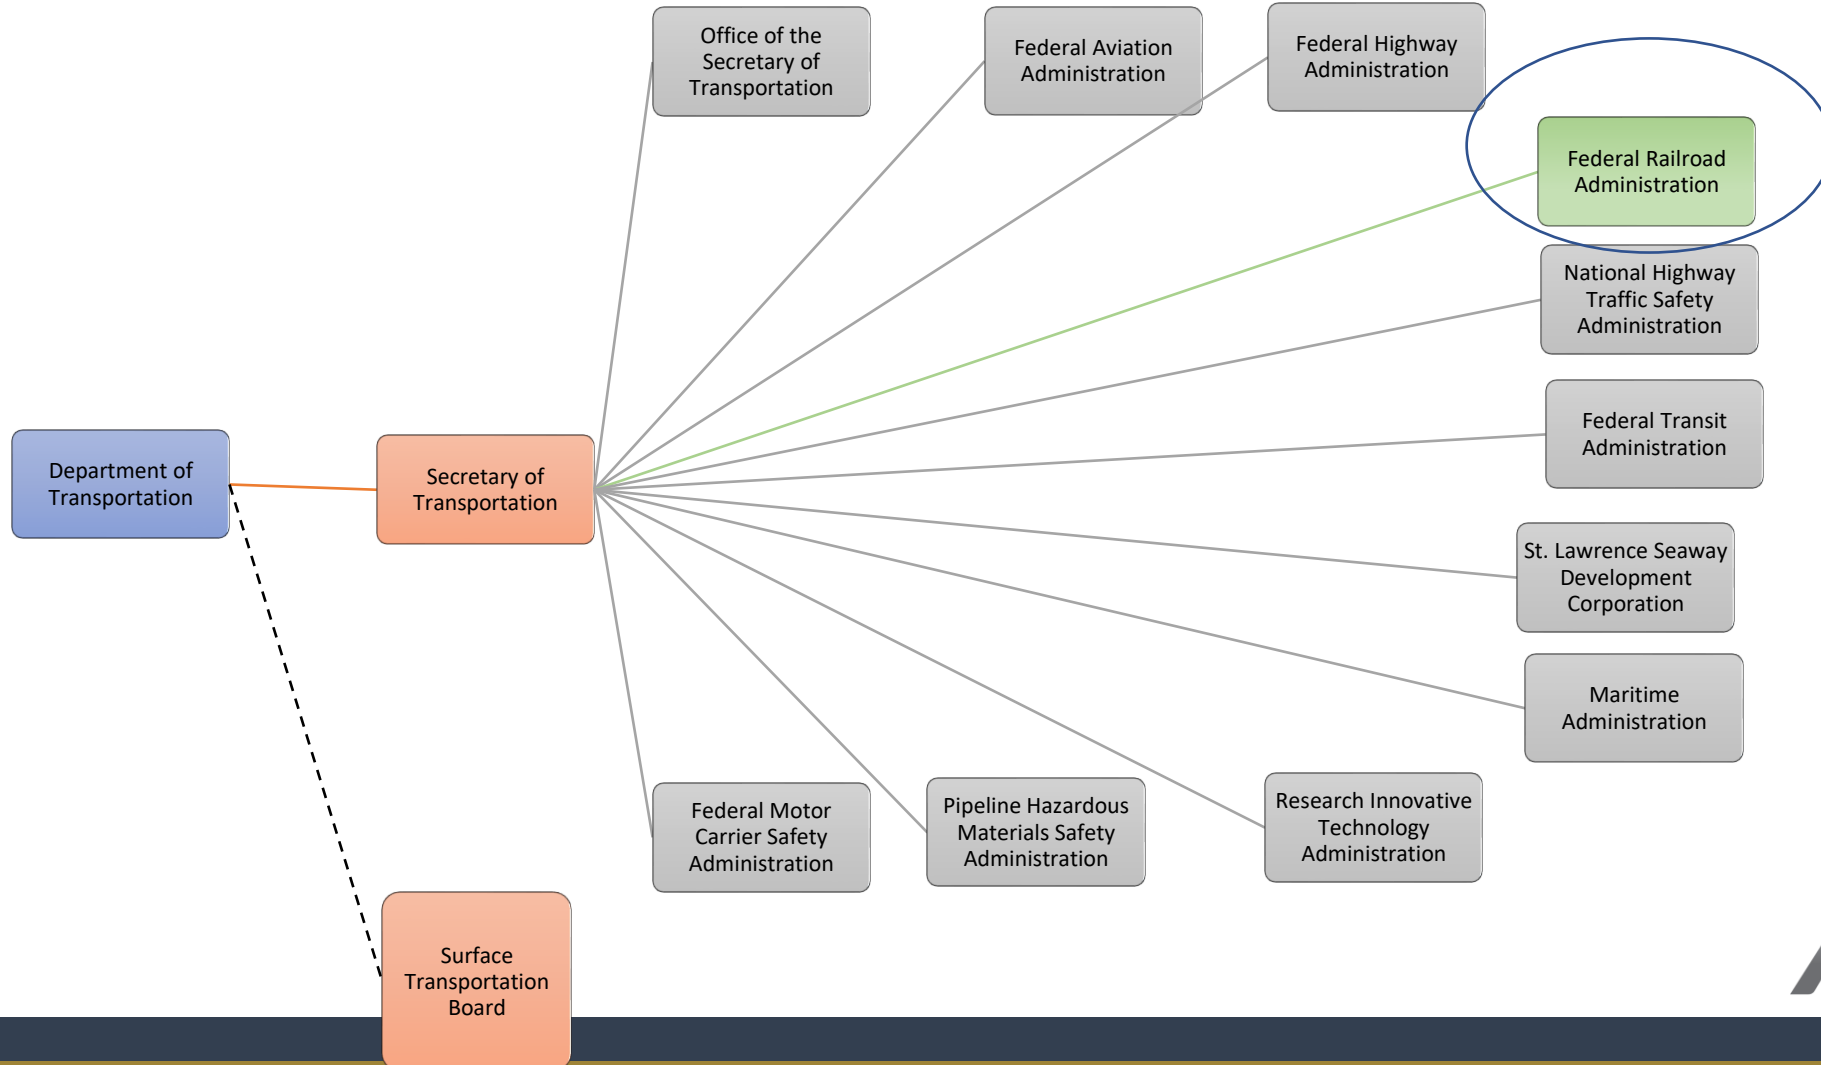 Office of the
Secretary of
Transportation
Federal Aviation
Administration
Federal Highway
Administration
Federal Railroad
Administration
National Highway
Traffic Safety
Administration
Federal Transit
Administration
Department of
Transportation
Secretary of
Transportation
St. Lawrence Seaway
Development
Corporation
Maritime
Administration
Federal Motor
Carrier Safety
Administration
Pipeline Hazardous
Materials Safety
Administration
Research Innovative
Technology
Administration
Surface
Transportation
Board